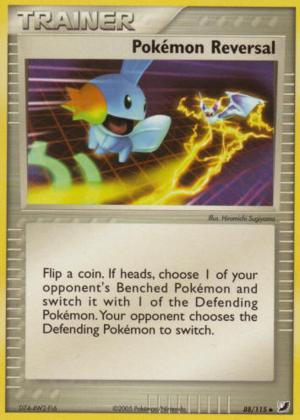 TRAINER
Pokémon Reversal
Illus. Hiromichi Sugiyama
Flip a coin. If heads, choose 1 of your
opponent's Benched Pokémon and
switch it with 1 of the Defending
Pokémon. Your opponent chooses the
Defending Pokémon to switch.
©2005 Pokémon/Nintendo
88/115